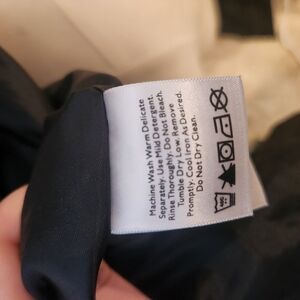 Machine Wash Warm Delicate
Separately. Use Mild Detergent.
Rinse Thoroughly. Do Not Bleach.
Tumble Dry Low. Remove
Promptly. Cool Iron As Desired.
Do Not Dry Clean.